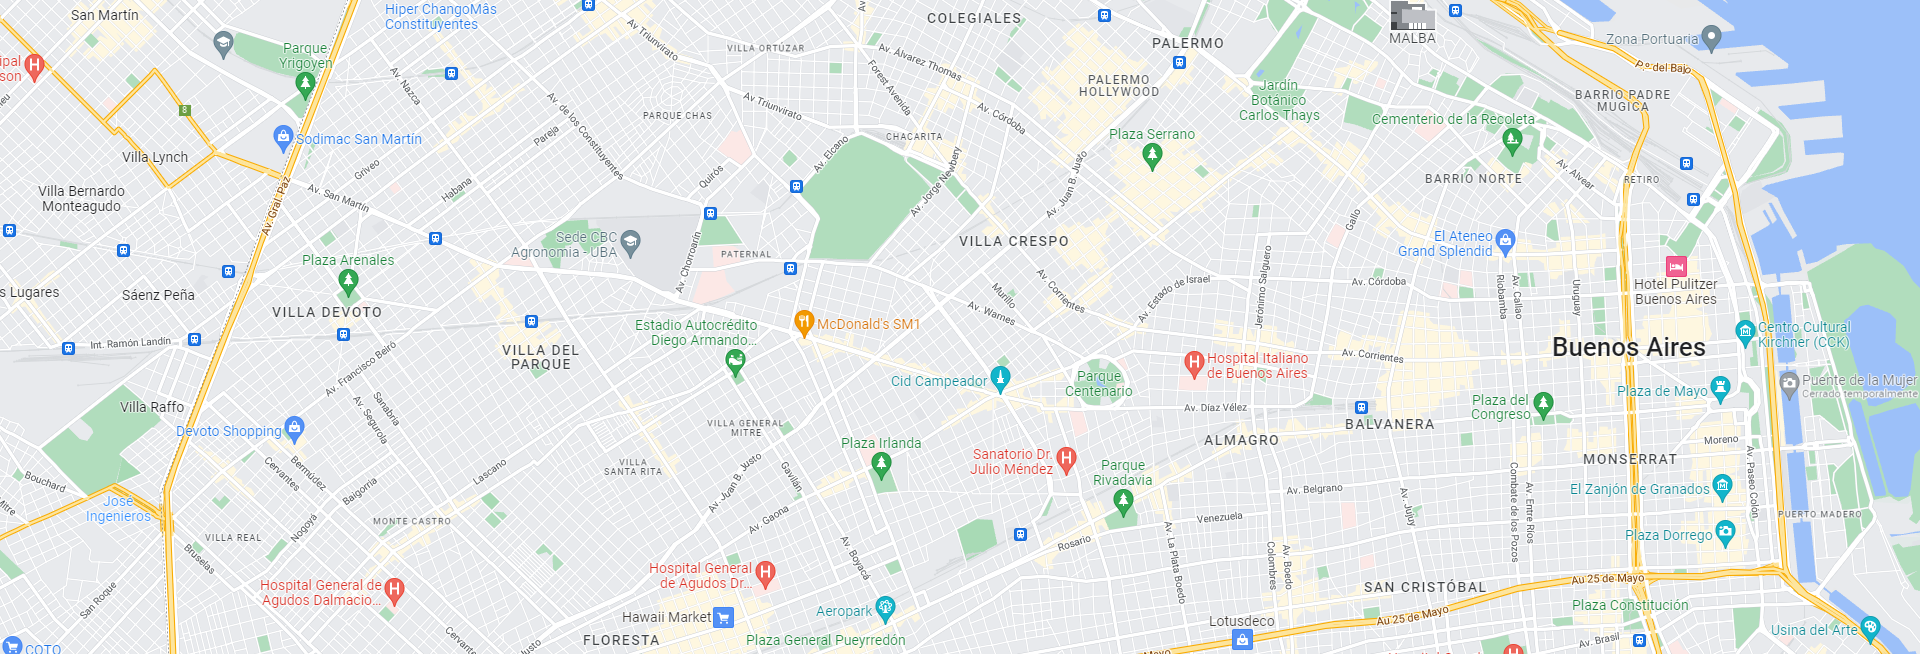 San Martín
Hiper ChangoMâs
Constituyentes
COLEGIALES
MALBA
Zona Portuaria
Av. Triunvirato
VILLA ORTÚZAR
Av. Álvarez Thomas
PALERMO
Parque
Yrigoyen
Av. Nazca
Forest Avenida
PALERMO
HOLLYWOOD
Jardín
Botánico
Carlos Thays
P.º del Bajo
BARRIO PADRE
MUGICA
ipal
son
8
Av. de los Constituyentes
Av Triunvirato
PARQUE CHAS
Av. Córdoba
CHACARITA
Plaza Serrano
Cementerio de la Recoleta
Sodimac San Martín
Pareja
Villa Lynch
Griveo
Av. Elcano
Quirós
Habana
Av. Jorge Newbery
Av. Juan B. Justo
BARRIO NORTE
Av. Alvear
RETIRO
Villa Bernardo
Monteagudo
Av. San Martín
Av. Gral. Paz
Gallo
Sede CBC
Agronomia - UBA
PATERNAL
Av. Chorroarín
VILLA CRESPO
El Ateneo
Grand Splendid
Plaza Arenales
s Lugares
Sáenz Peña
VILLA DEVOTO
Murillo
Av. Corrientes
Av. Estado de Israel
Jerónimo Salguero
Av. Córdoba
Riobamba
Av. Callao
Uruguay
Hotel Pulitzer
Buenos Aires
Av. Warnes
Estadio Autocrédito
Diego Armando...
McDonald's SM1
Centro Cultural
Kirchner (CCK)
Int. Ramón Landín
VILLA DEL
PARQUE
Av. Francisco Beiró
Buenos Aires
Av. Corrientes
Hospital Italiano
de Buenos Aires
Cid Campeador
Parque
Centenario
Puente de la Mujer
Cerrado temporalmente
Plaza de Mayo
Villa Raffo
Sanabria
Av. Segurola
Av. Díaz Vélez
Plaza del
Congreso
Devoto Shopping
VILLA GENERAL
MITRE
BALVANERA
ALMAGRO
Plaza Irlanda
Moreno
MONSERRAT
Bouchard
Cervantes
Bermúdez
Lascano
VILLA
SANTA RITA
Av. Juan B. Justo
Gavilán
Sanatorio Dr.
Julio Méndez
Parque
Rivadavia
Combate de los Pozos
Av. Entre Ríos
Av. Paseo Colón
El Zanjón de Granados
Av. Belgrano
Av. Jujuy
Baigorria
José
Ingenieros
Nogoyá
MONTE CASTRO
Av. Gaona
Venezuela
PUERTO MADERO
VILLA REAL
Rosario
Av. La Plata Boedo
Plaza Dorrego
Bruselas
Av. Boyacá
Colombres
Av. Boedo
Hospital General de
Agudos Dalmacio...
Hospital General
de Agudos Dr...
SAN CRISTÓBAL
Au 25 de Mayo
San Roque
Hawaii Market
Aeropark
Lotusdeco
Au 25 de Mayo
Plaza Constitución
Cervantes
FLORESTA
Plaza General Pueyrredón
Av. Brasil
Usina del Arte
COTO
Justo
Mayo